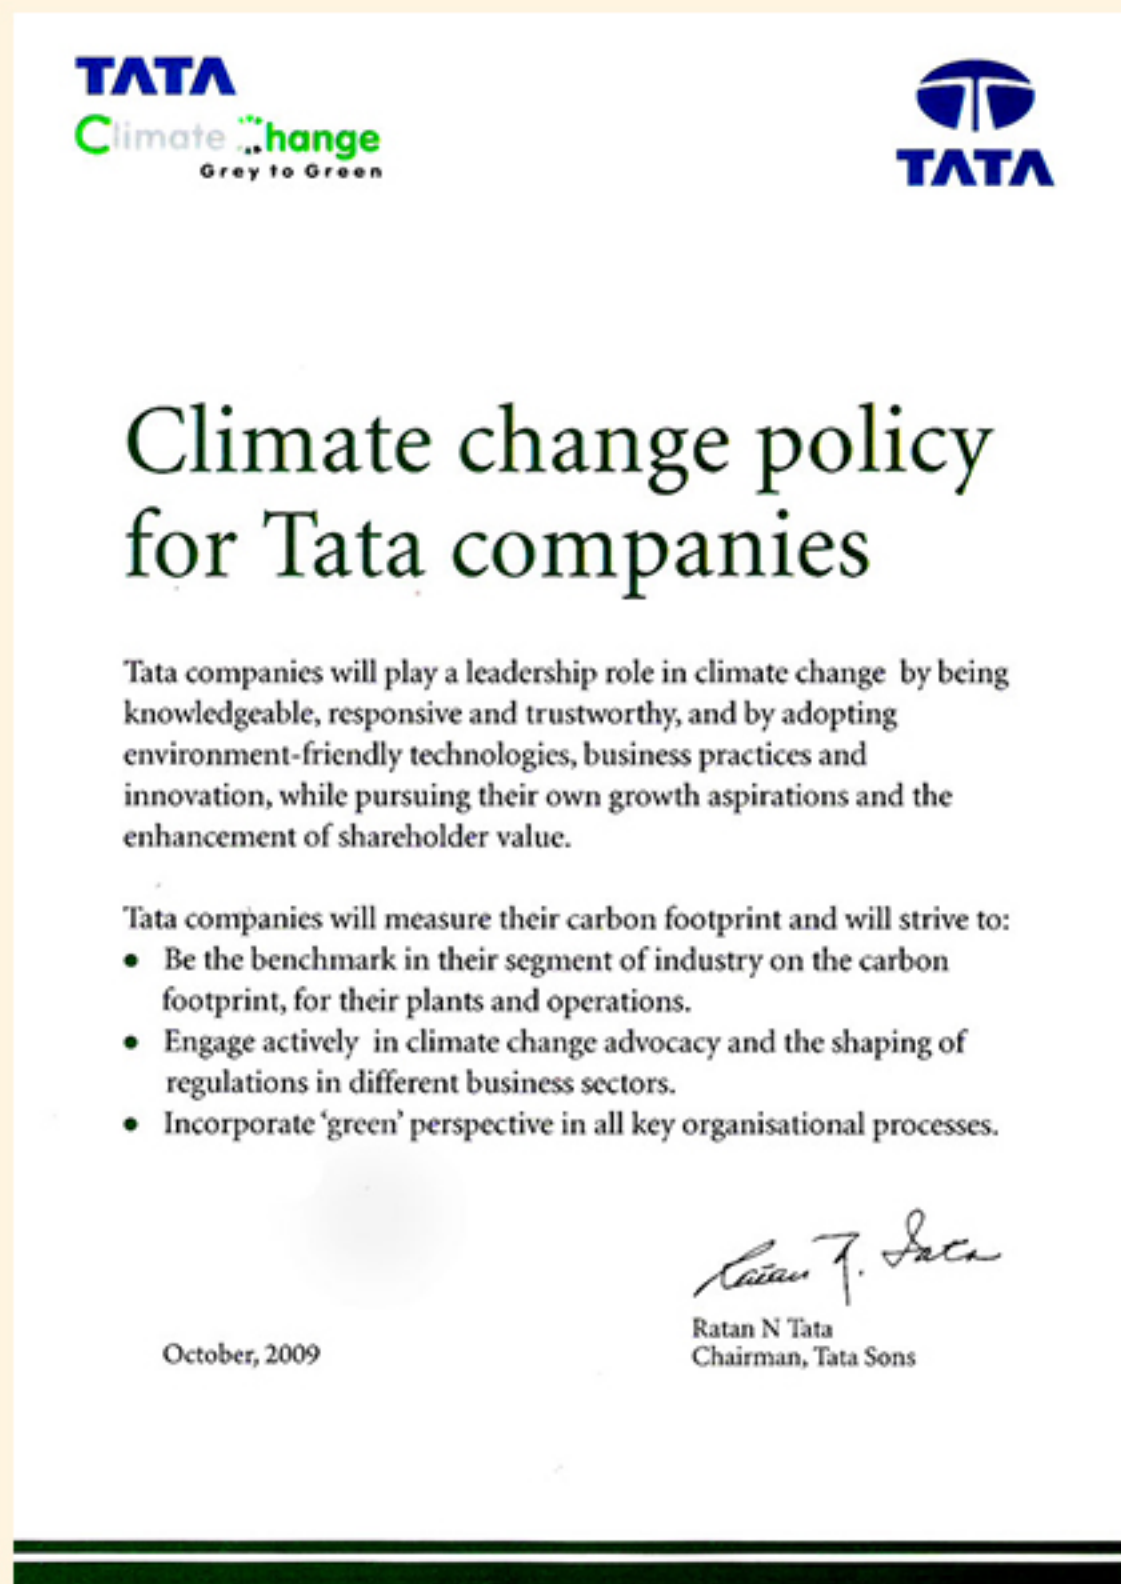 TATA
Climate Change
Grey to Green
TATA
Climate change policy
for Tata companies
Tata companies will play a leadership role in climate change by being
knowledgeable, responsive and trustworthy, and by adopting
environment-friendly technologies, business practices and
innovation, while pursuing their own growth aspirations and the
enhancement of shareholder value.
Tata companies will measure their carbon footprint and will strive to:
• Be the benchmark in their segment of industry on the carbon
footprint, for their plants and operations.
• Engage actively in climate change advocacy and the shaping of
regulations in different business sectors.
• Incorporate ‘green’ perspective in all key organisational processes.
Ratan N. Tata
Ratan N Tata
Chairman, Tata Sons
October, 2009